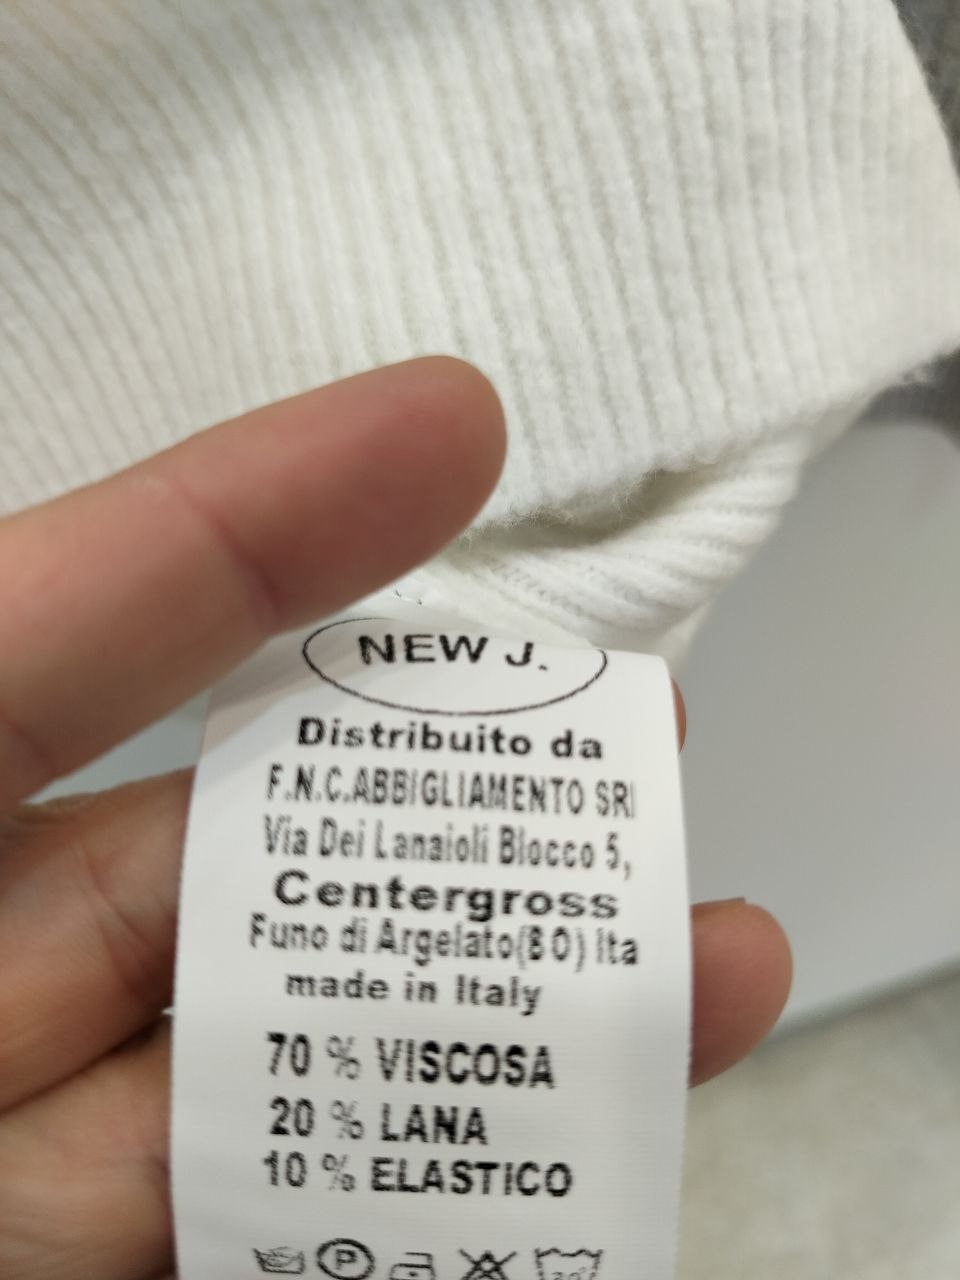 NEW J.
Distribuito da
F.N.C.ABBIGLIAMENTO SRl
Via Dei Lanaioli Blocco 5,
Centergross
Funo di Argelato(BO) Ita
made in Italy
70 % VISCOSA
20 % LANA
10 % ELASTICO
P